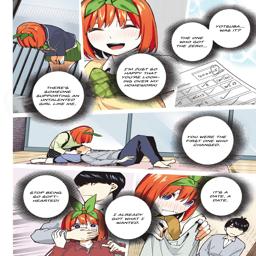 YOTSUBA...
WAS IT?
THE ONE
WHO GOT
THE ZERO...
I'M JUST SO
HAPPY THAT
YOU'RE LOOK-
ING OVER MY
HOMEWORK!
THERE'S
SOMEONE
SUPPORTING AN
UNTALENTED
GIRL LIKE ME.
YOU WERE THE
FIRST ONE WHO
CHANGED.
STOP BEING
SO SOFT-
HEARTED!
I ALREADY
GOT WHAT I
WANTED.
IT'S A
DATE, A
DATE.